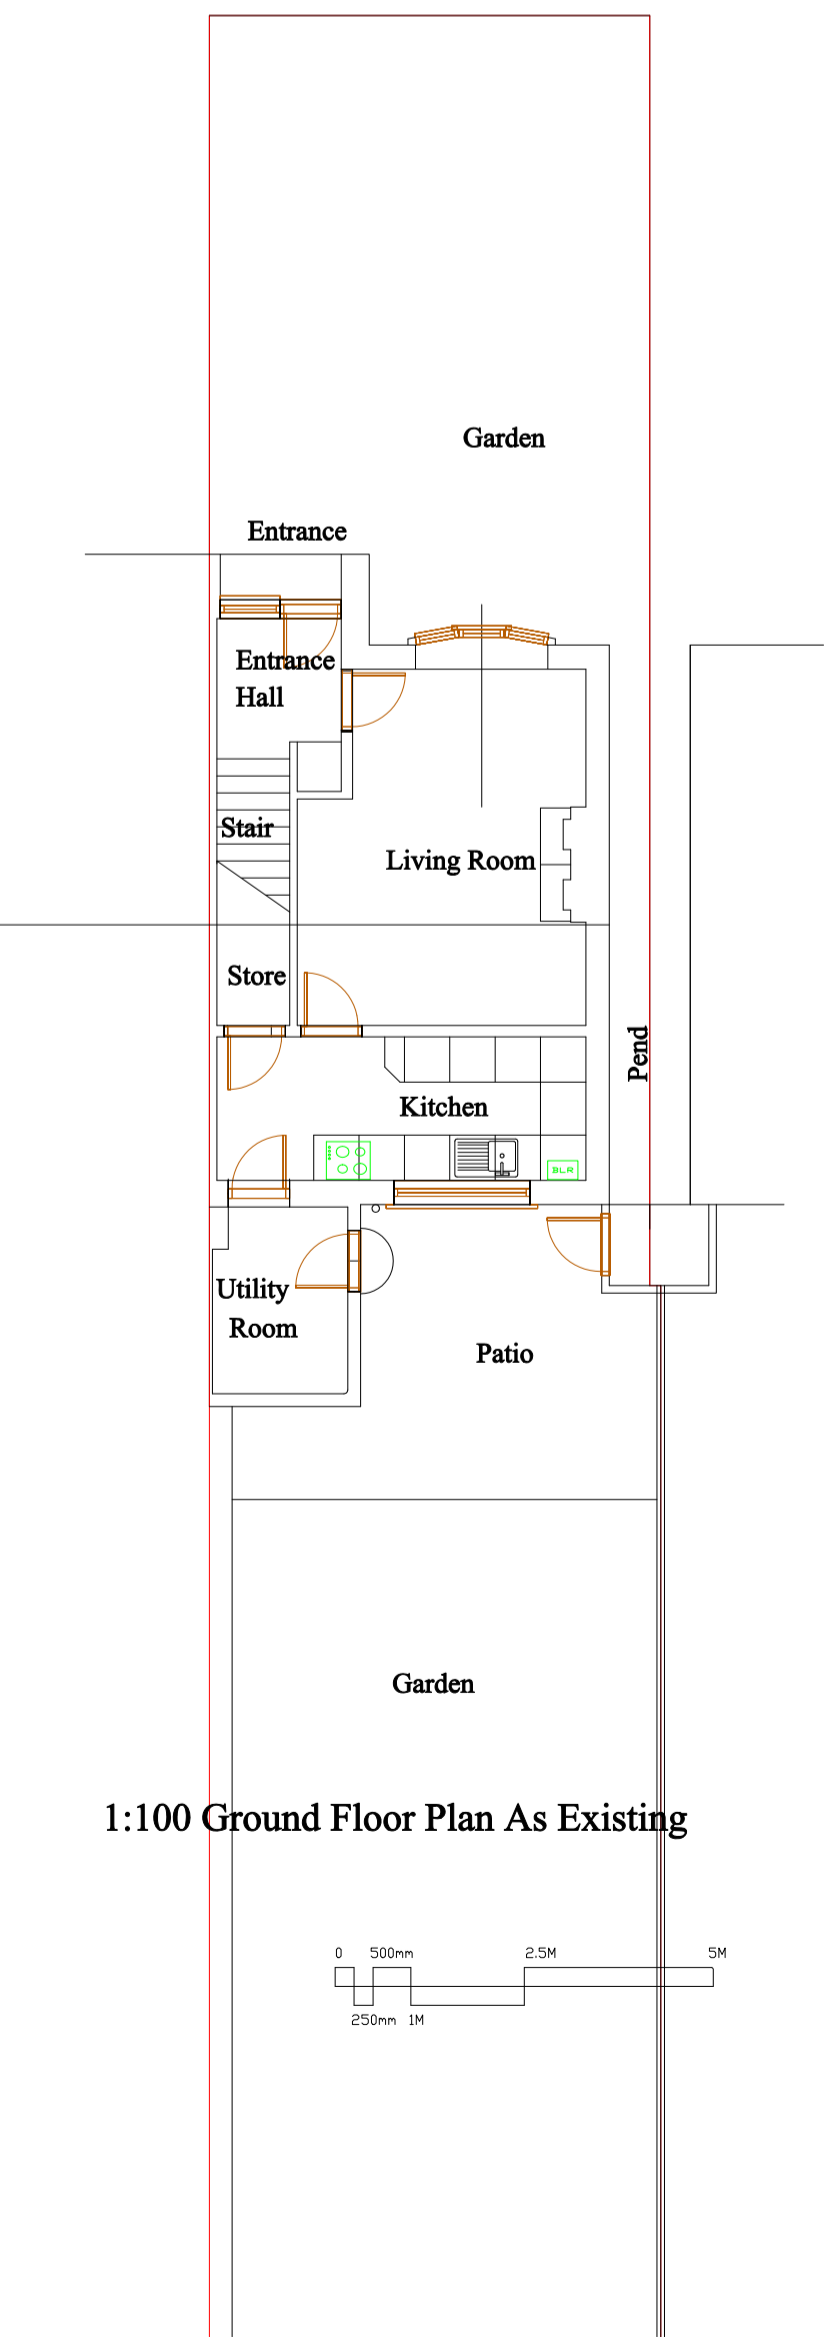 Garden
Entrance
Entrance
Hall
Stair
Living Room
Store
Pend
Kitchen
BLR
Utility
Room
Patio
Garden
1:100 Ground Floor Plan As Existing
0 500mm 2.5M 5M
250mm 1M